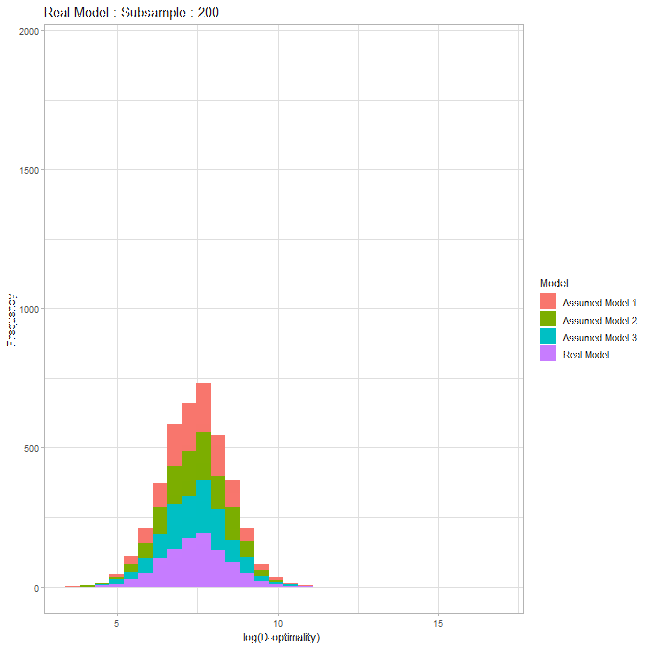 Real Model : Subsample : 200
2000
1500
1000
500
0
Frequency
5
10
15
log(D-optimality)
Model
Assumed Model 1
Assumed Model 2
Assumed Model 3
Real Model